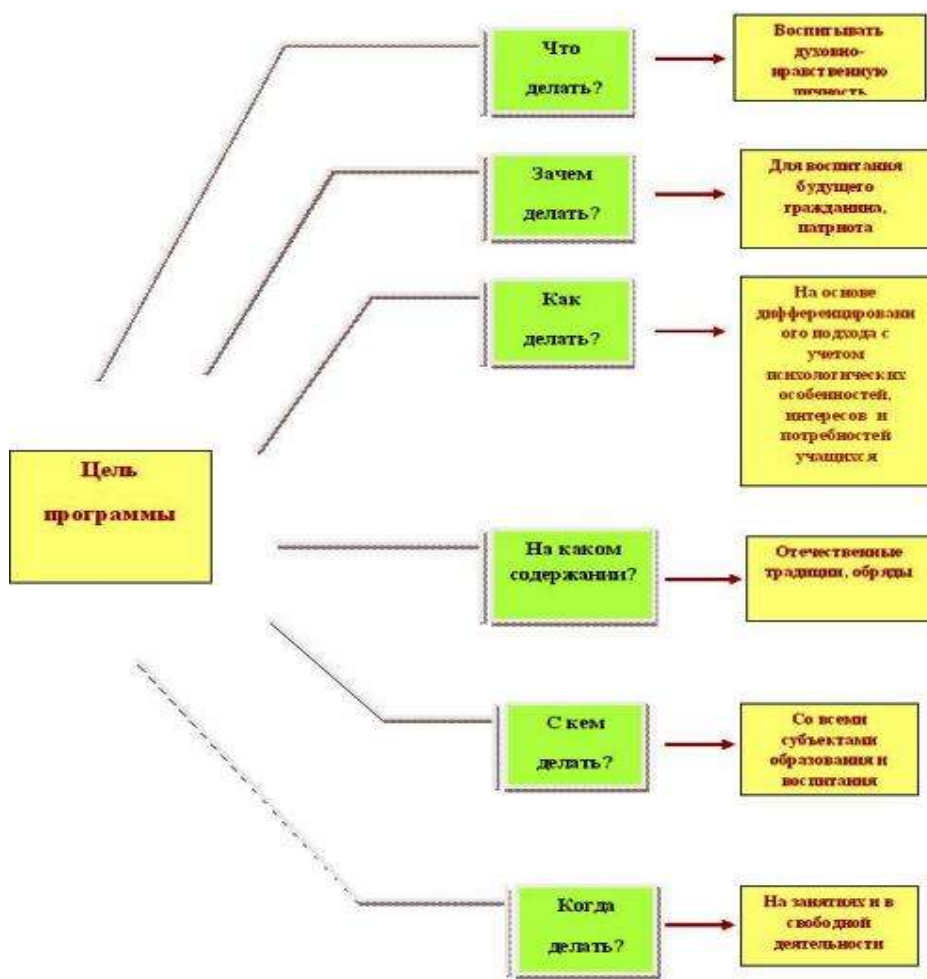 Что
делать?
Воспитывать
духовно-
нравственную
личность
Зачем
делать?
Для воспитания
будущего
гражданина,
патриота
Как
делать?
На основе
дифференцированн
ого подхода с
учетом
психологических
особенностей,
интересов и
потребностей
учащихся
Цель
программы
На каком
содержании?
Отечественные
традиции, обряды
С кем
делать?
Со всеми
субъектами
образования и
воспитания
Когда
делать?
На занятиях и в
свободной
деятельности